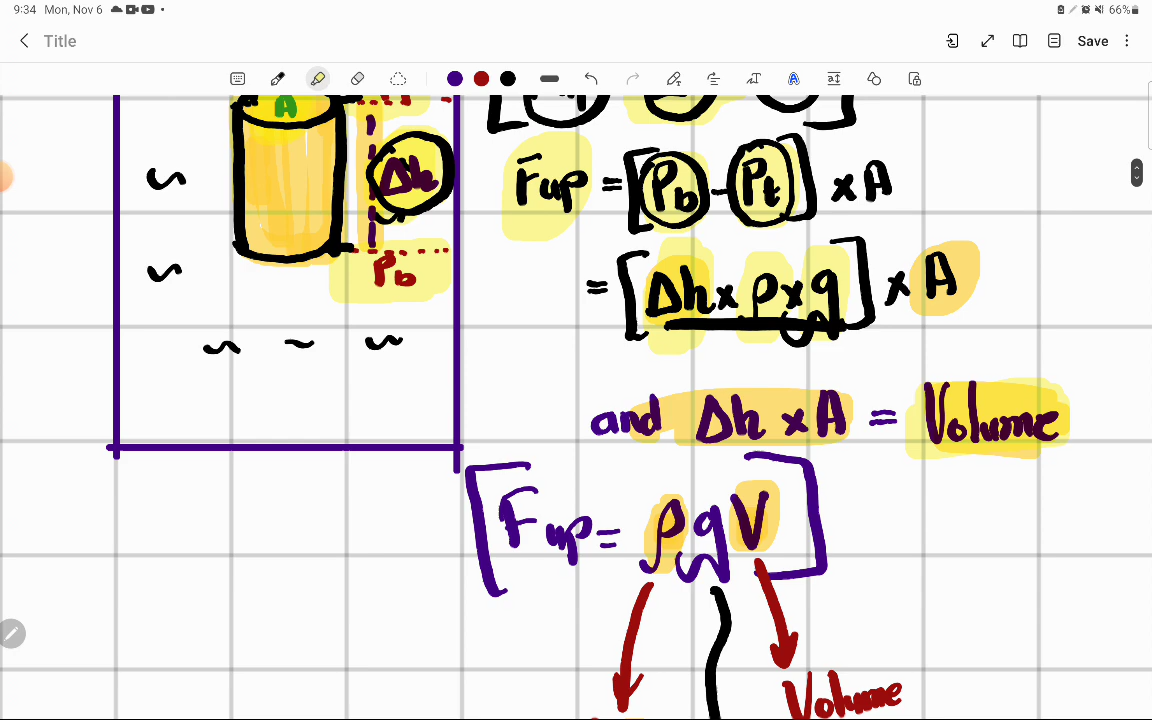 9:34 Mon, Nov 6
66%
Title
Save
A
Δh
Fup = [Pb - Pt] × A
Pb
= [Δh × ρ × g] × A
and Δh × A = Volume
[Fup = ρgV]
Volume